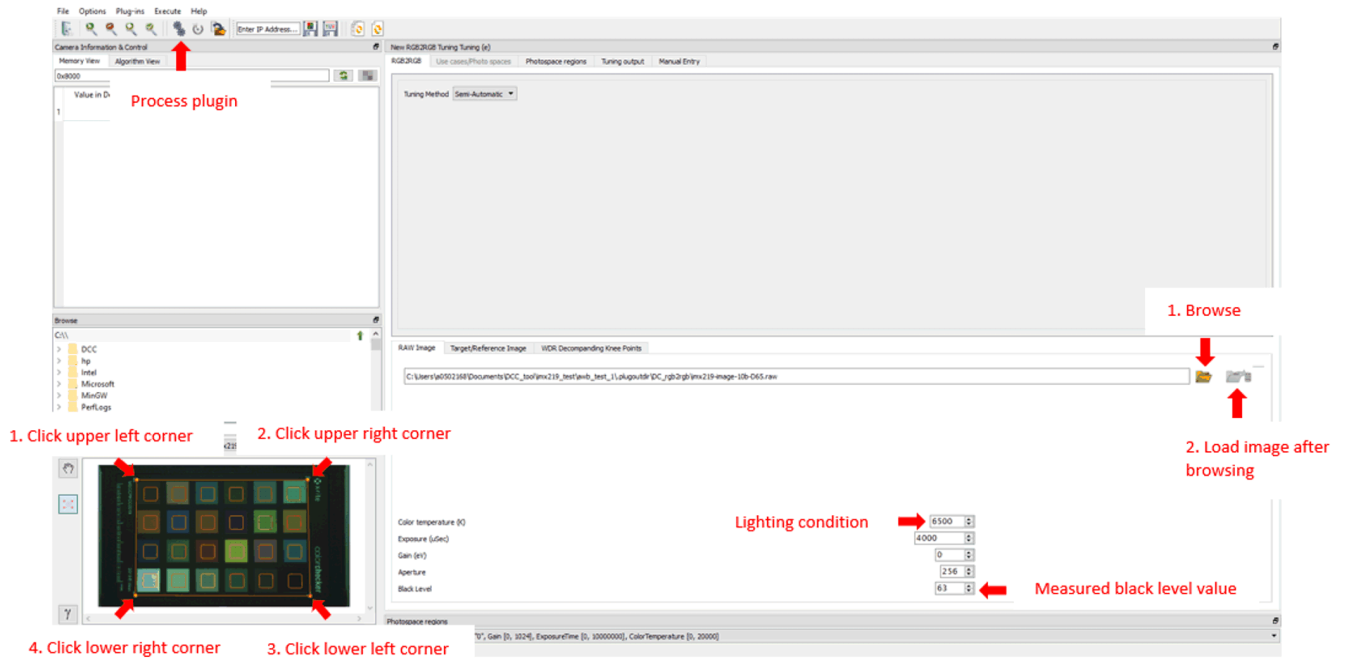 File Options Plug-ins Execute Help
Enter IP Address...
Camera Information & Control
New RGB2RGB Tuning Tuning (e)
Memory View Algorithm View
RGB2RGB Use cases/Photo spaces Photospace regions Tuning output Manual Entry
0x8000
Value in De
Tuning Method Semi-Automatic
Process plugin
1
1. Browse
Browse
C:\\
DCC
hp
Intel
Microsoft
MinGW
PerfLogs
RAW Image Target/Reference Image WDR Decompanding Knee Points
C:\Users\a0502168\Documents\DCC_tool\imx219_test\awb_test_1\.plugoutdir\DC_rgb2rgb\imx219-image-10b-D65.raw
1. Click upper left corner
2. Click upper right corner
2. Load image after
browsing
colorchecker
Color temperature (K) 6500
Lighting condition
Exposure (uSec) 4000
Gain (eV) 0
Aperture 256
Black Level 63
Measured black level value
γ
Photospace regions
"0", Gain [0, 1024], ExposureTime [0, 10000000], ColorTemperature [0, 20000]
4. Click lower right corner
3. Click lower left corner